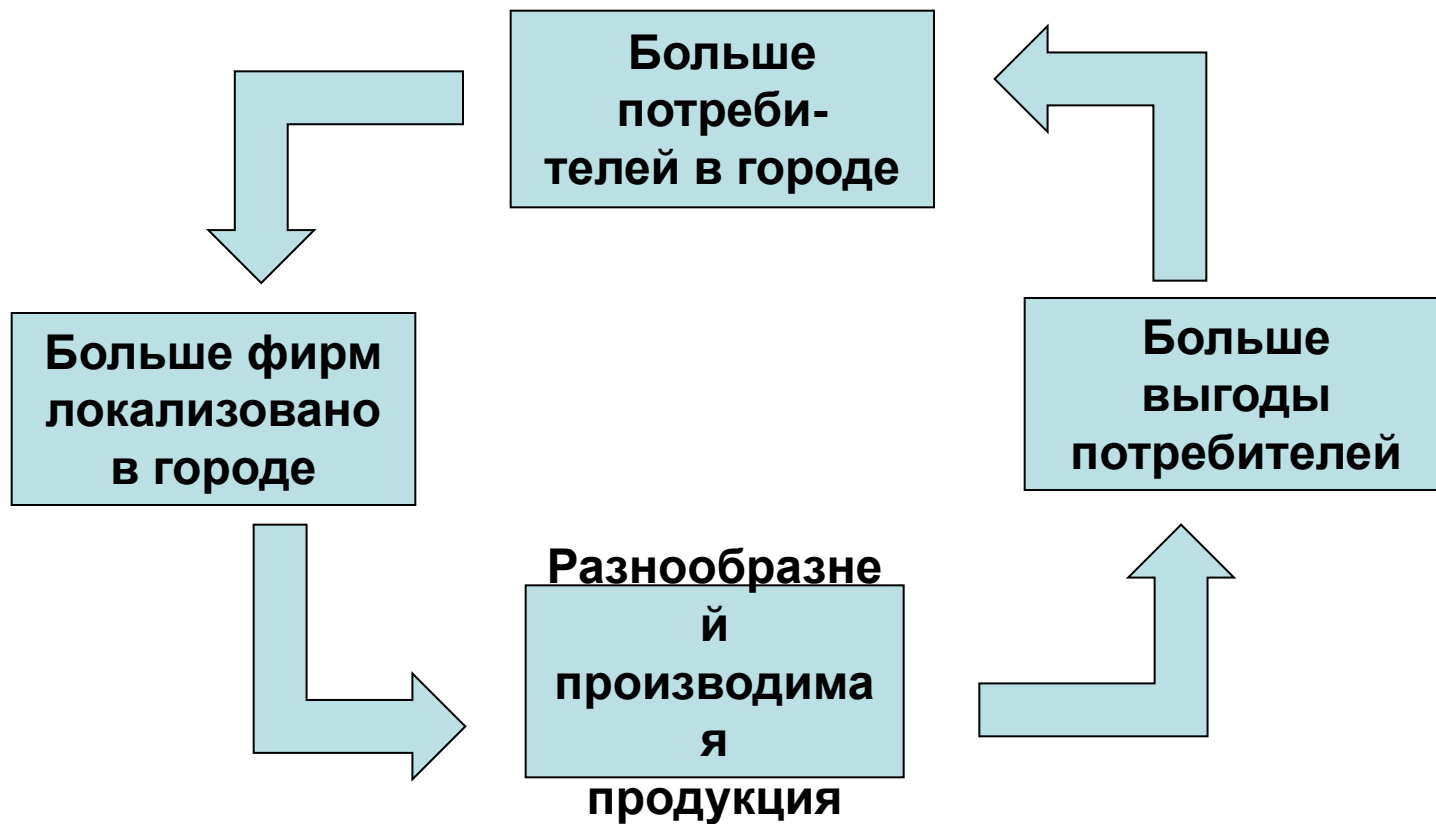 Больше
потреби-
телей в городе
Больше фирм
локализовано
в городе
Больше
выгоды
потребителей
Разнообразне
й
производима
я
продукция